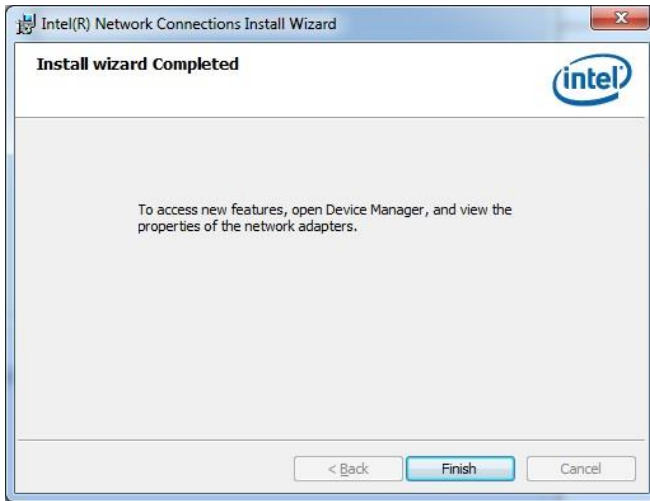 Intel(R) Network Connections Install Wizard
Install wizard Completed
intel
To access new features, open Device Manager, and view the
properties of the network adapters.
< Back
Finish
Cancel